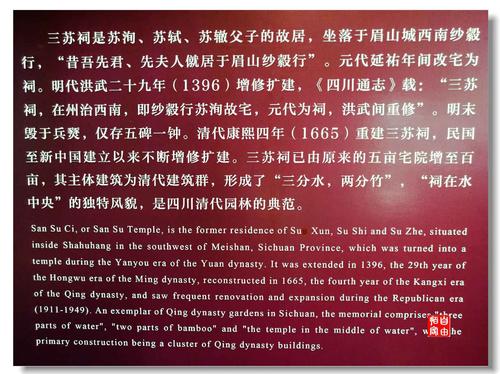 三苏祠是苏洵、苏轼、苏辙父子的故居，坐落于眉山城西南纱縠
行，“昔吾先君、先夫人僦居于眉山纱縠行”。元代延祐年间改宅为
祠。明代洪武二十九年（1396）增修扩建，《四川通志》载：“三苏
祠，在州治西南，即纱縠行苏洵故宅，元代为祠，洪武间重修”。明末
毁于兵燹，仅存五碑一钟。清代康熙四年（1665）重建三苏祠，民国
至新中国建立以来不断增修扩建。三苏祠已由原来的五亩宅院增至百
亩，其主体建筑为清代建筑群，形成了“三分水，两分竹”，“祠在水
中央”的独特风貌，是四川清代园林的典范。
San Su Ci, or San Su Temple, is the former residence of Su Xun, Su Shi and Su Zhe, situated
inside Shahuhang in the southwest of Meishan, Sichuan Province, which was turned into a
temple during the Yanyou era of the Yuan dynasty. It was extended in 1396, the 29th year of
the Hongwu era of the Ming dynasty, reconstructed in 1665, the fourth year of the Kangxi era
of the Qing dynasty, and saw frequent renovation and expansion during the Republican era
(1911-1949). An exemplar of Qing dynasty gardens in Sichuan, the memorial comprises "three
parts of water", "two parts of bamboo" and "the temple in the middle of water", the
primary construction being a cluster of Qing dynasty buildings.